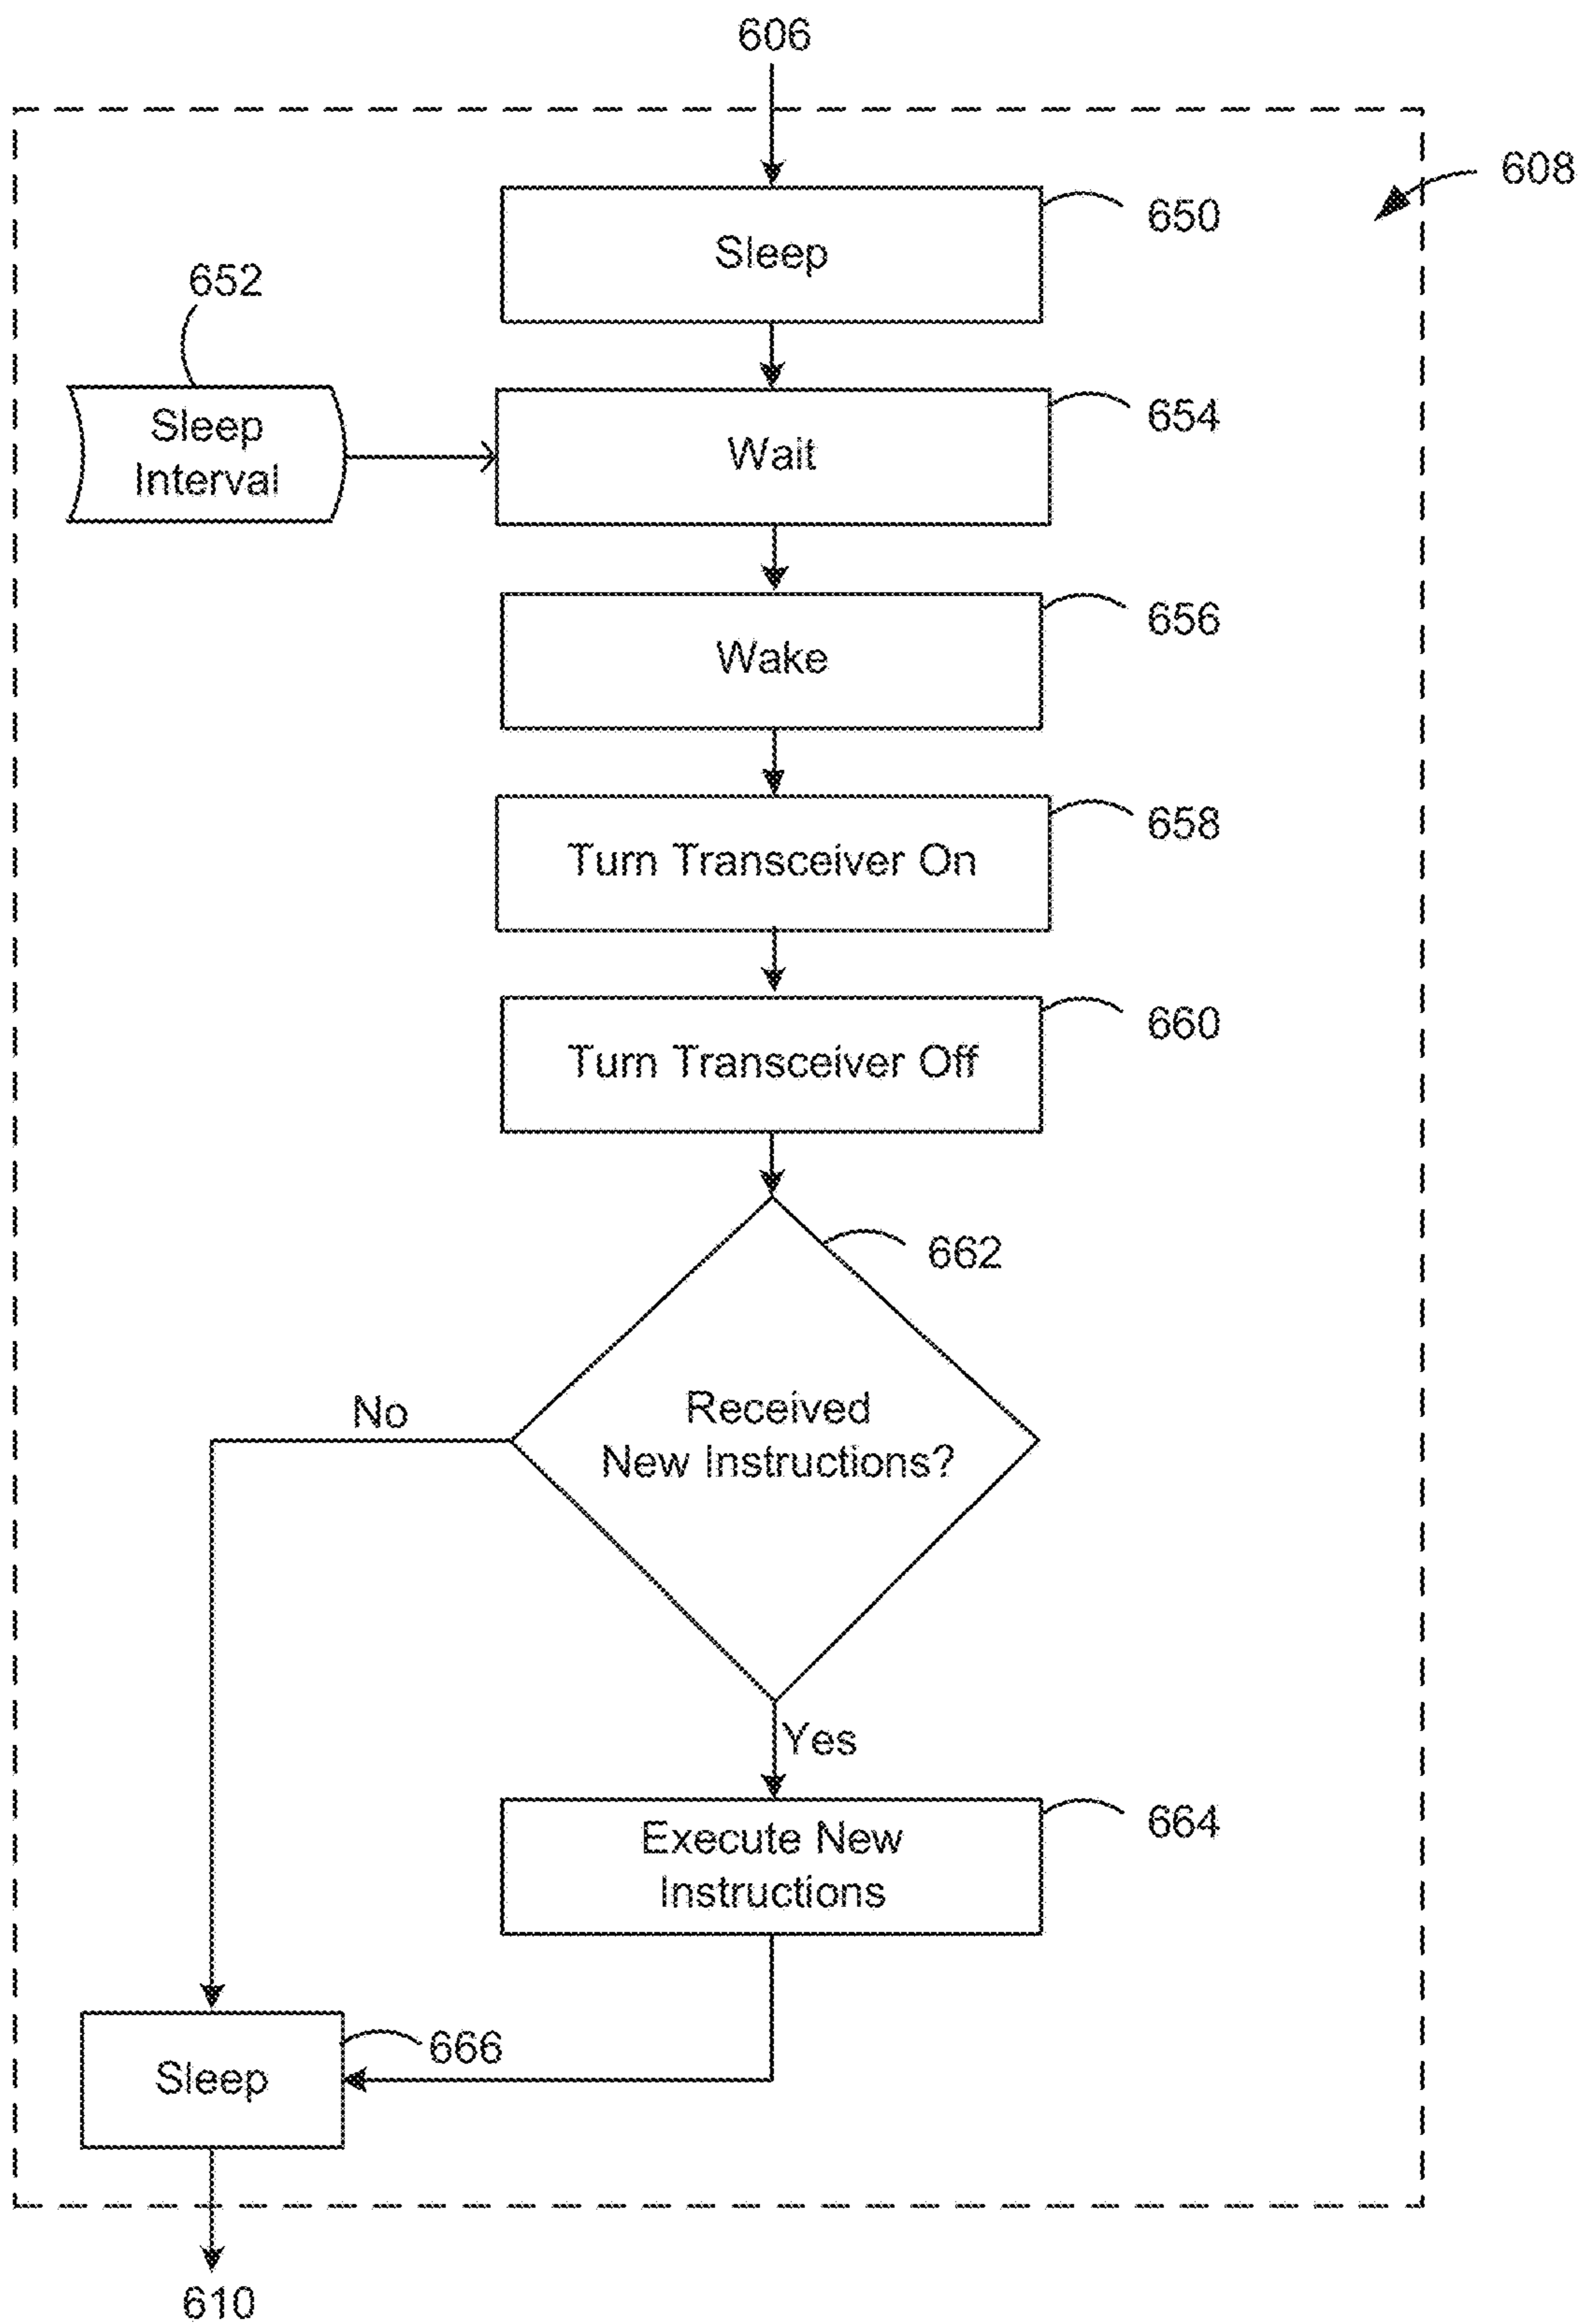 606
608
Sleep
650
652
Sleep
Interval
Wait
654
Wake
656
Turn Transceiver On
658
Turn Transceiver Off
660
662
Received
New Instructions?
No
Yes
Execute New
Instructions
664
Sleep
666
610